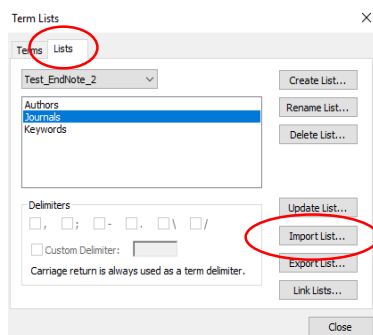 Term Lists
Terms Lists
Test_EndNote_2
Create List...
Authors
Journals
Keywords
Rename List...
Delete List...
Delimiters
, ; - . \ /
Custom Delimiter:
Carriage return is always used as a term delimiter.
Update List...
Import List...
Export List...
Link Lists...
Close